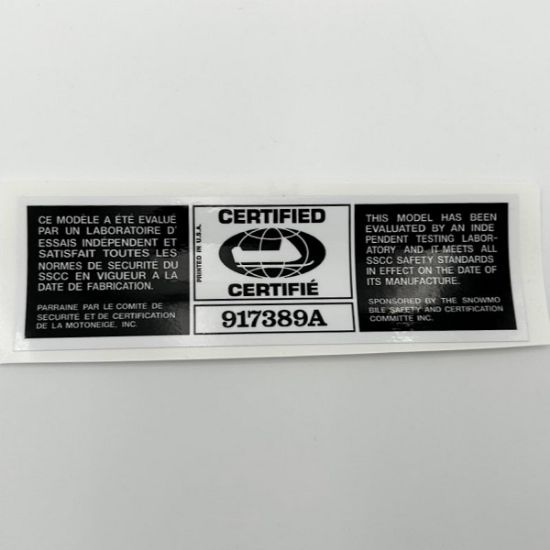 CE MODÈLE A ÉTÉ EVALUÉ
PAR UN LABORATOIRE D'
ESSAIS INDÉPENDENT ET
SATISFAIT TOUTES LES
NORMES DE SECURITÉ DU
SSCC EN VIGUEUR À LA
DATE DE FABRICATION.
PARRAINE PAR LE COMITE DE
SECURITE ET DE CERTIFICATION
DE LA MOTONEIGE, INC.
PRINTED IN U.S.A.
CERTIFIED
CERTIFIÉ
917389A
THIS MODEL HAS BEEN
EVALUATED BY AN INDE
PENDENT TESTING LABOR-
ATORY AND IT MEETS ALL
SSCC SAFETY STANDARDS
IN EFFECT ON THE DATE OF
ITS MANUFACTURE.
SPONSORED BY THE SNOWMO
BILE SAFETY AND CERTIFICATION
COMMITTE INC.